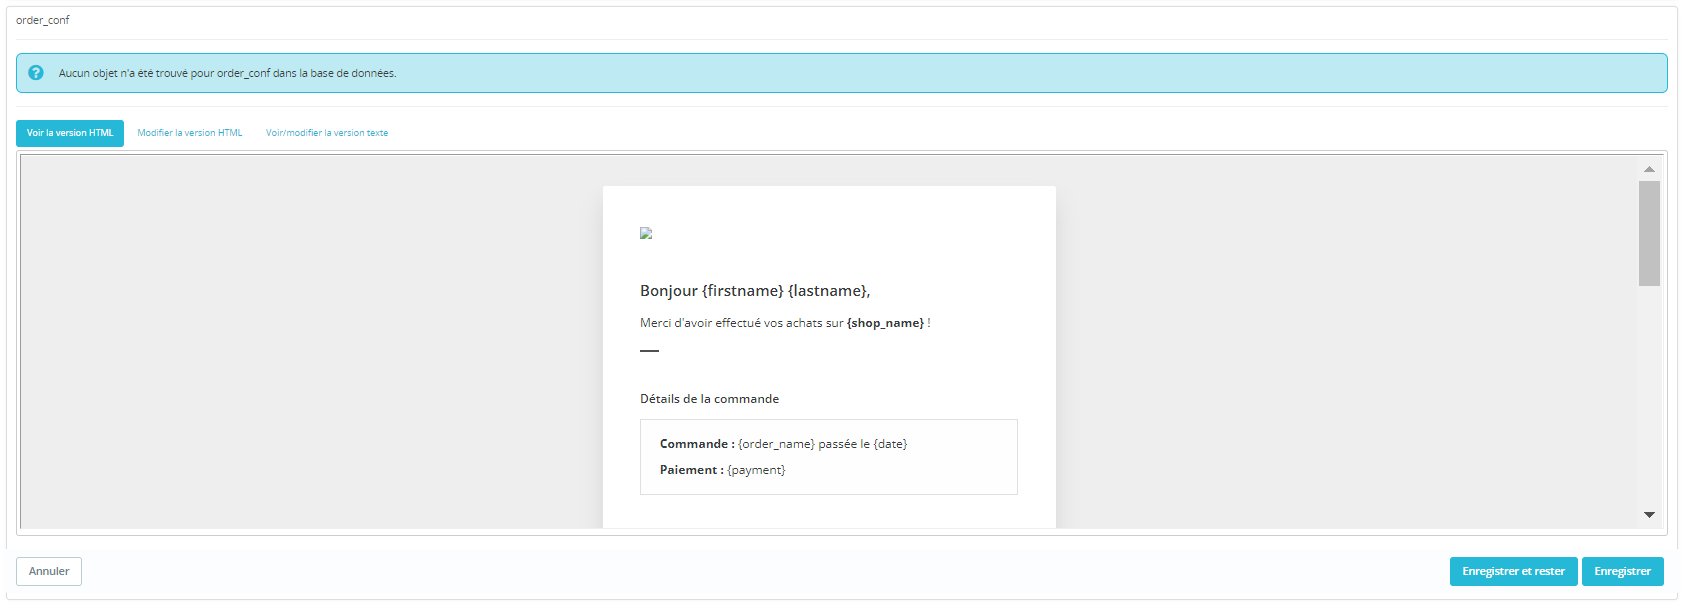 order_conf
Aucun objet n'a été trouvé pour order_conf dans la base de données.
Voir la version HTML
Modifier la version HTML
Voir/modifier la version texte
Bonjour {firstname} {lastname},
Merci d'avoir effectué vos achats sur {shop_name} !
Détails de la commande
Commande : {order_name} passée le {date}
Paiement : {payment}
Annuler
Enregistrer et rester
Enregistrer